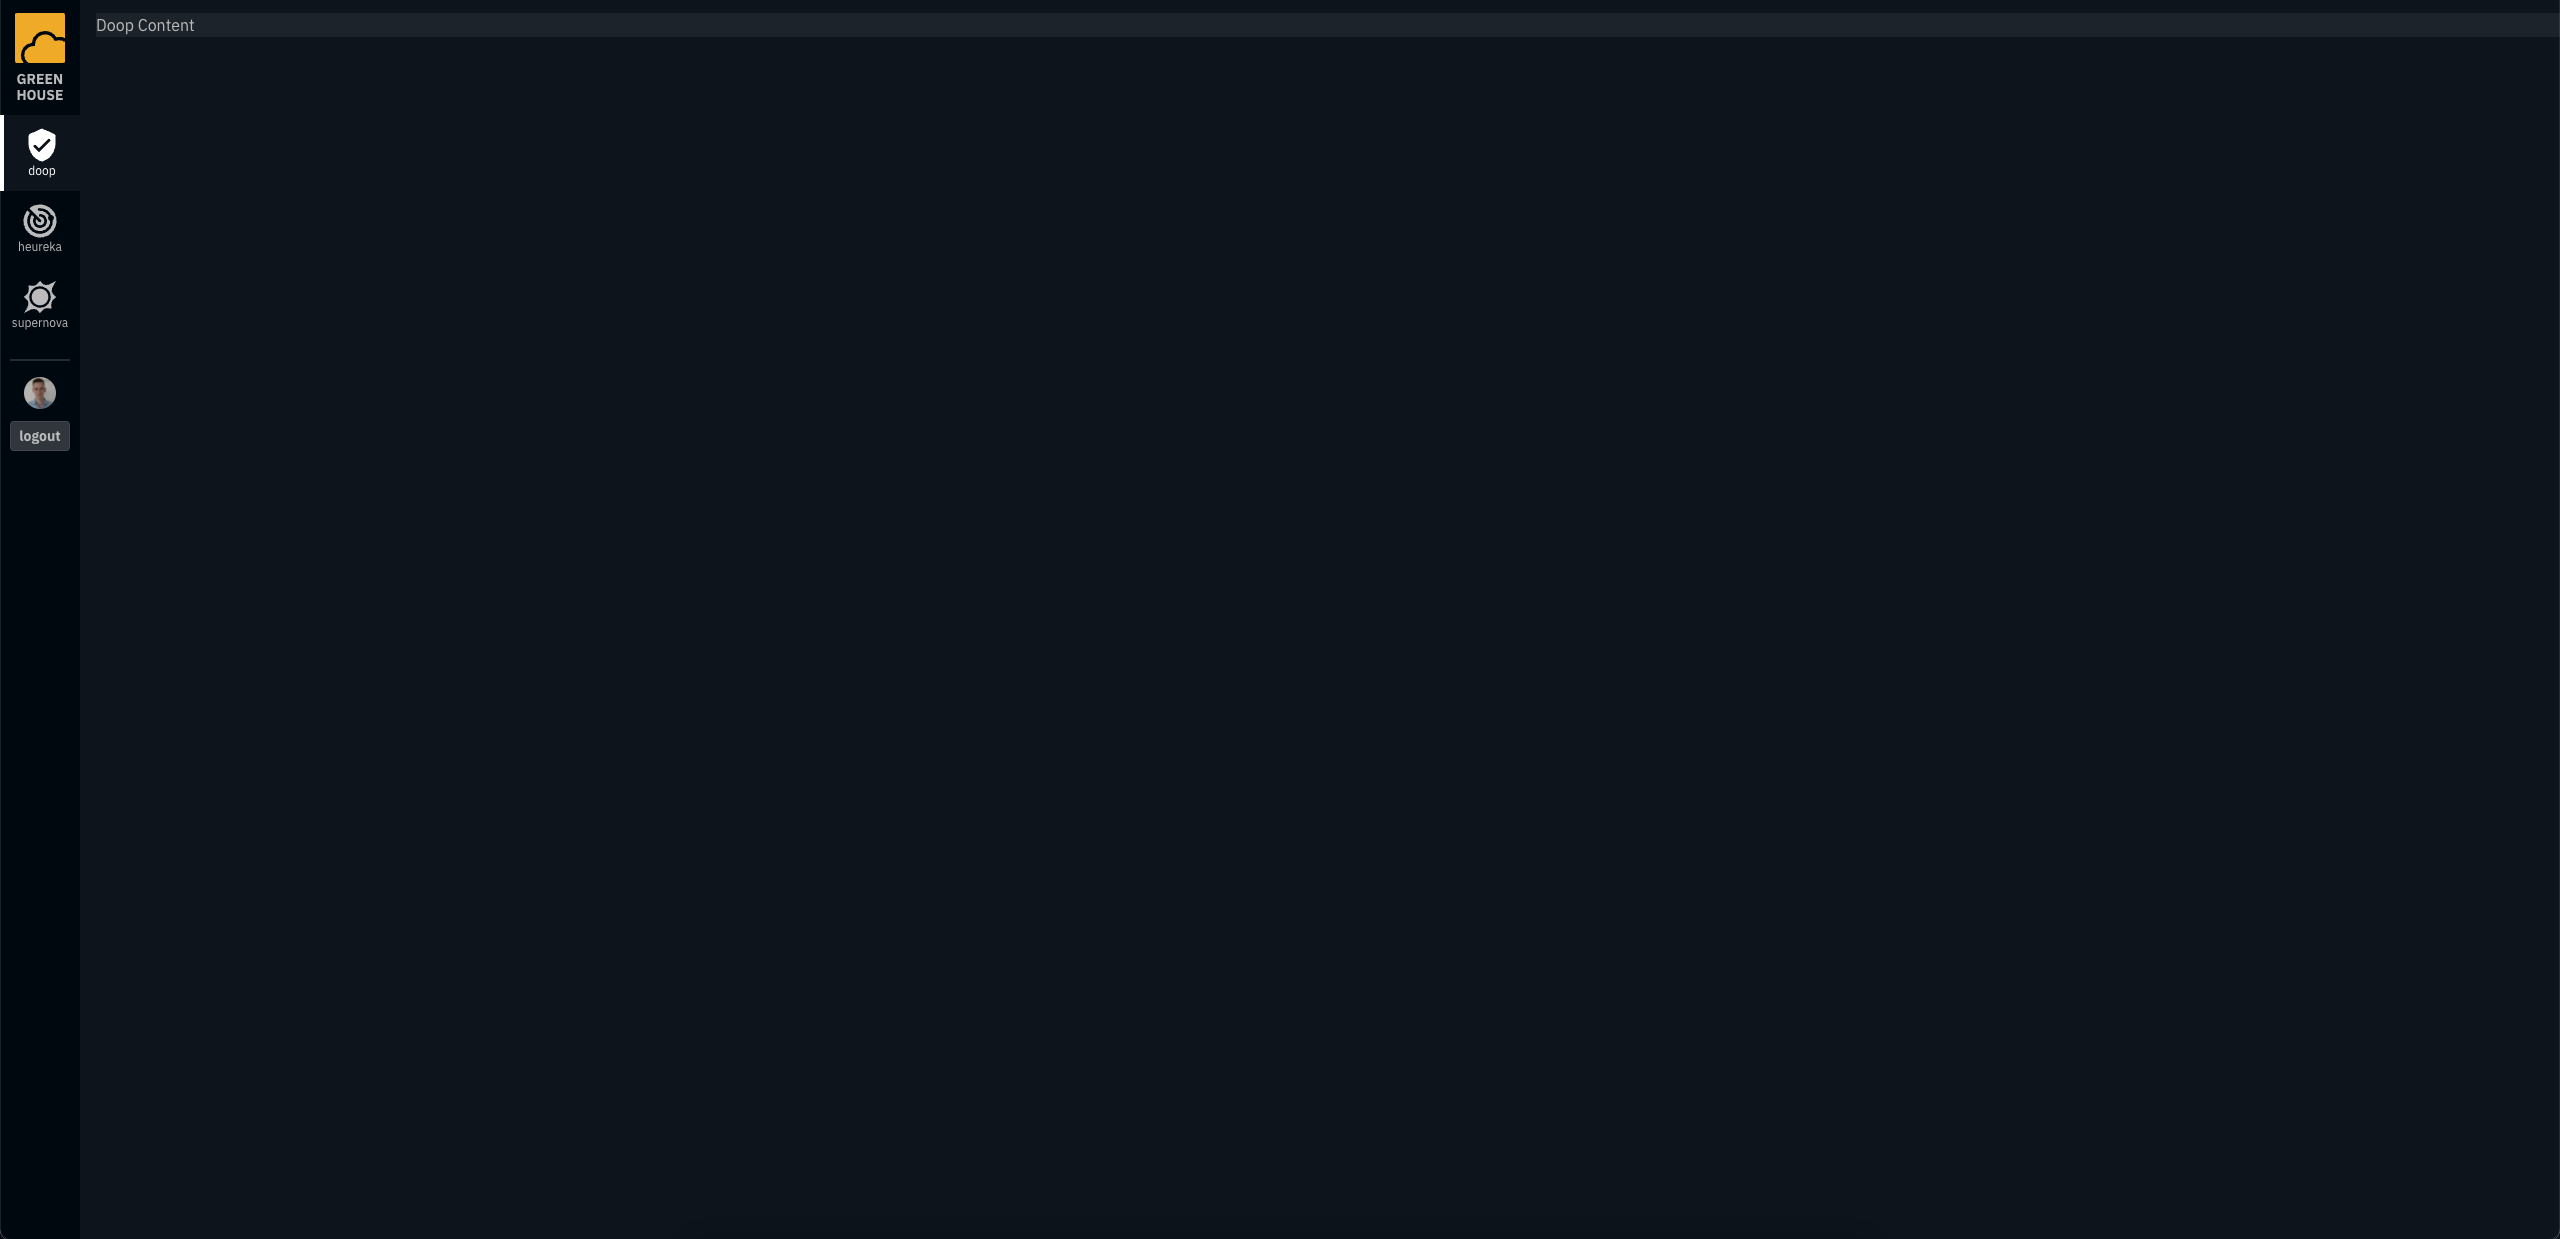 GREEN
HOUSE
doop
heureka
supernova
logout
Doop Content